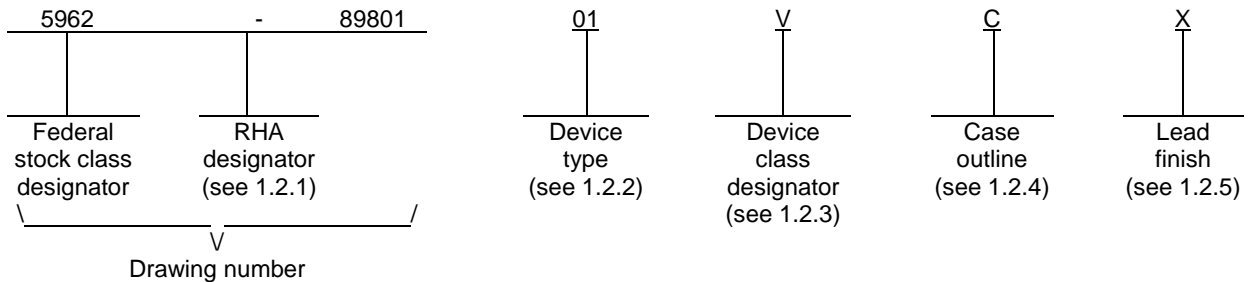 5962 - 89801 01 V C X
Federal stock class designator
RHA designator (see 1.2.1)
Device type (see 1.2.2)
Device class designator (see 1.2.3)
Case outline (see 1.2.4)
Lead finish (see 1.2.5)
\ /
\/
Drawing number